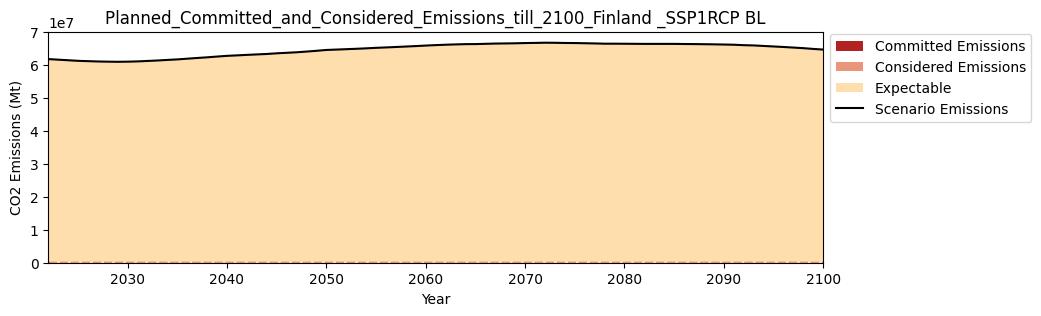 Planned_Committed_and_Considered_Emissions_till_2100_Finland _SSP1RCP BL
1e7
7
6
5
4
3
2
1
0
CO2 Emissions (Mt)
2030 2040 2050 2060 2070 2080 2090 2100
Year
Committed Emissions
Considered Emissions
Expectable
Scenario Emissions